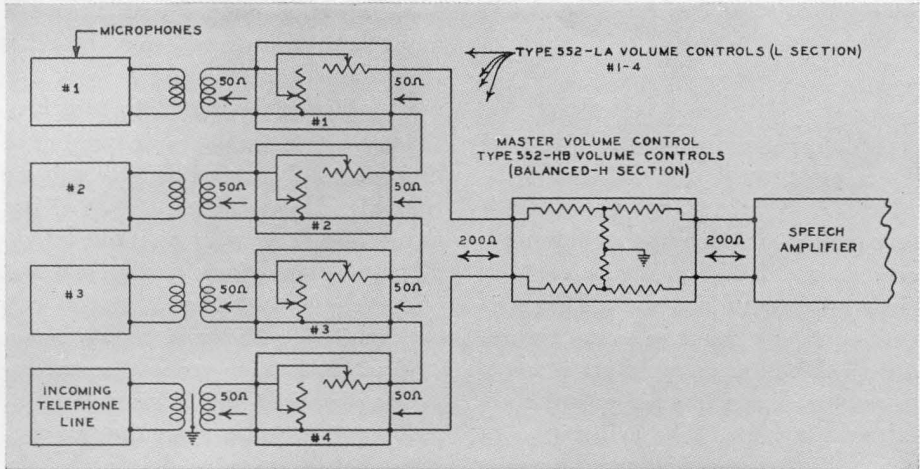 MICROPHONES
#1
50Ω
#1
50Ω
TYPE 552-LA VOLUME CONTROLS (L SECTION)
#1-4
#2
50Ω
#2
50Ω
MASTER VOLUME CONTROL
TYPE 552-HB VOLUME CONTROLS
(BALANCED-H SECTION)
200Ω
200Ω
SPEECH
AMPLIFIER
#3
50Ω
#3
50Ω
INCOMING
TELEPHONE
LINE
50Ω
#4
50Ω